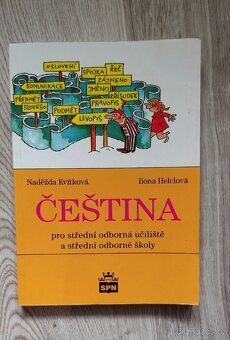 OSLOVENÍ
SPOJKA
ŘEČ
KOMUNIKACE
ZÁJMENO
JMÉNO
PŘEDMĚT
PŘÍSUDEK
SLOVESO
PODMĚT
PRAVOPIS
LEVOPIS
Naděžda Kvítková
Ilona Helclová
ČEŠTINA
pro střední odborná učiliště
a střední odborné školy
SPN